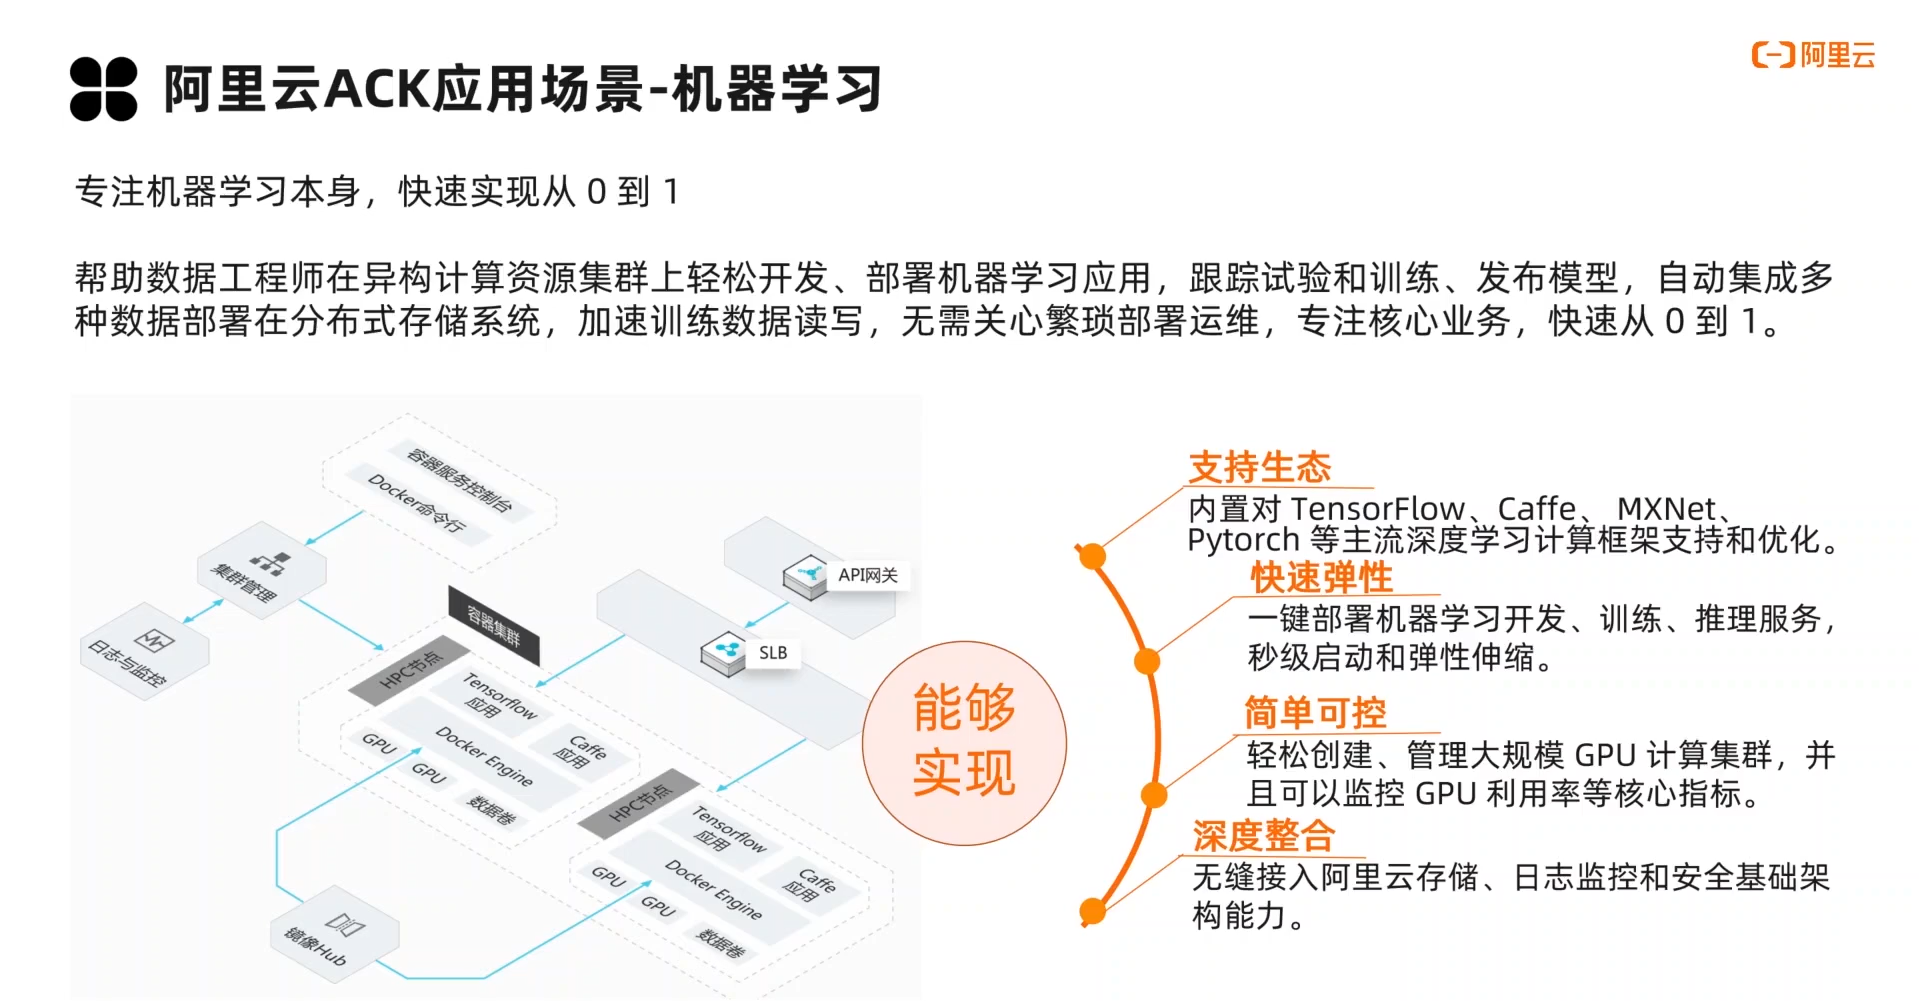 阿里云ACK应用场景-机器学习
阿里云
专注机器学习本身，快速实现从 0 到 1
帮助数据工程师在异构计算资源集群上轻松开发、部署机器学习应用，跟踪试验和训练、发布模型，自动集成多
种数据部署在分布式存储系统，加速训练数据读写，无需关心繁琐部署运维，专注核心业务，快速从 0 到 1。
容器服务控制台
Docker命令行
集群管理
日志与监控
容器集群
API网关
SLB
HPC节点
Tensorflow
应用
Caffe
应用
Docker Engine
GPU
GPU
数据卷
HPC节点
Tensorflow
应用
Caffe
应用
Docker Engine
GPU
GPU
数据卷
镜像Hub
能够
实现
支持生态
内置对 TensorFlow、Caffe、 MXNet、
Pytorch 等主流深度学习计算框架支持和优化。
快速弹性
一键部署机器学习开发、训练、推理服务，
秒级启动和弹性伸缩。
简单可控
轻松创建、管理大规模 GPU 计算集群，并
且可以监控 GPU 利用率等核心指标。
深度整合
无缝接入阿里云存储、日志监控和安全基础架
构能力。